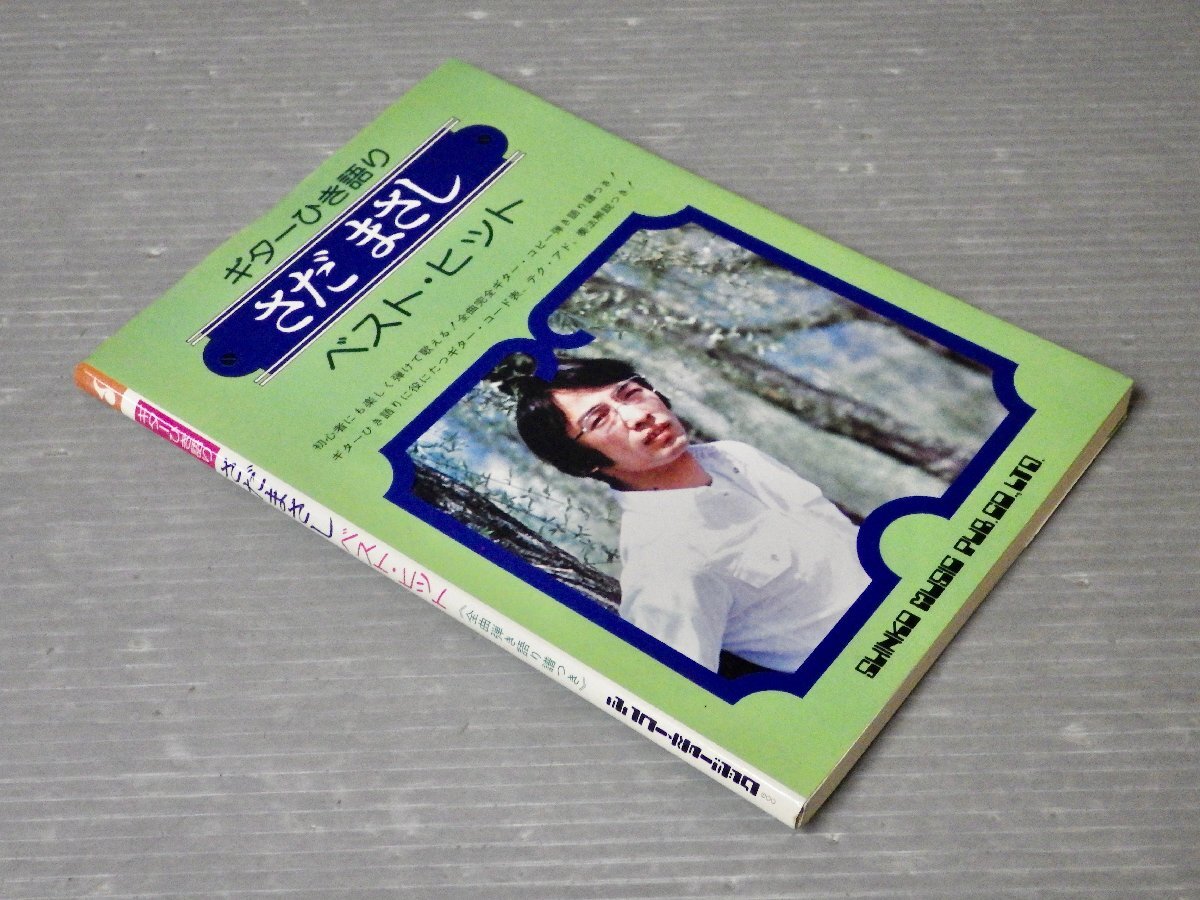 ギターひき語り
さだ まさし
ベスト・ヒット
初心者にも楽しく弾けて歌える！全曲完全ギター・コピー弾き語り譜つき！
ギターひき語りに役にたつギター・コード表、テク・アド、奏法解説つき！
SHINKO MUSIC PUB. CO., LTD.
ギターひき語り
さだまさし ベスト・ヒット
〈全曲弾き語り譜つき〉